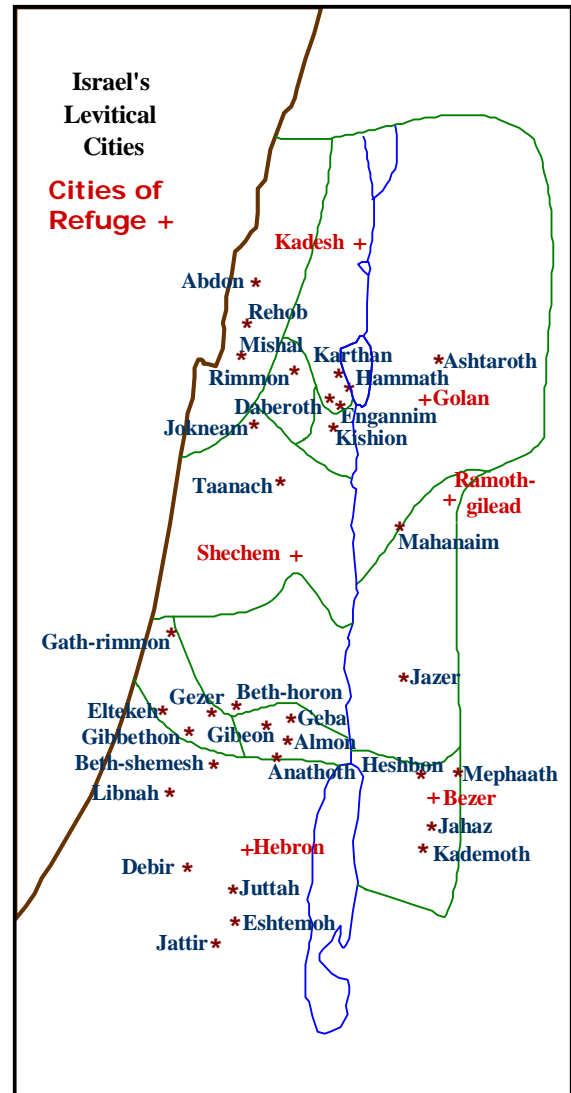 Israel's
Levitical
Cities
Cities of
Refuge +
Kadesh +
Abdon *
Rehob
*
Mishal
*
Karthan
*
Ashtaroth
*
Rimmon *
Hammath
*
Daberoth *
+ Golan
Engannim
*
Jokneam *
Kishion
*
Taanach *
Ramoth-
gilead
+
Mahanaim
*
Shechem +
Gath-rimmon *
Jazer
*
Beth-horon
*
Gezer
*
Eltekeh *
Geba
*
Gibbethon *
Gibeon *
Almon
*
Anathoth
*
Beth-shemesh *
Heshbon
*
Mephaath
*
Libnah *
+ Bezer
* Jahaz
Kademoth
*
+ Hebron
Debir *
* Juttah
* Eshtemoh
Jattir *